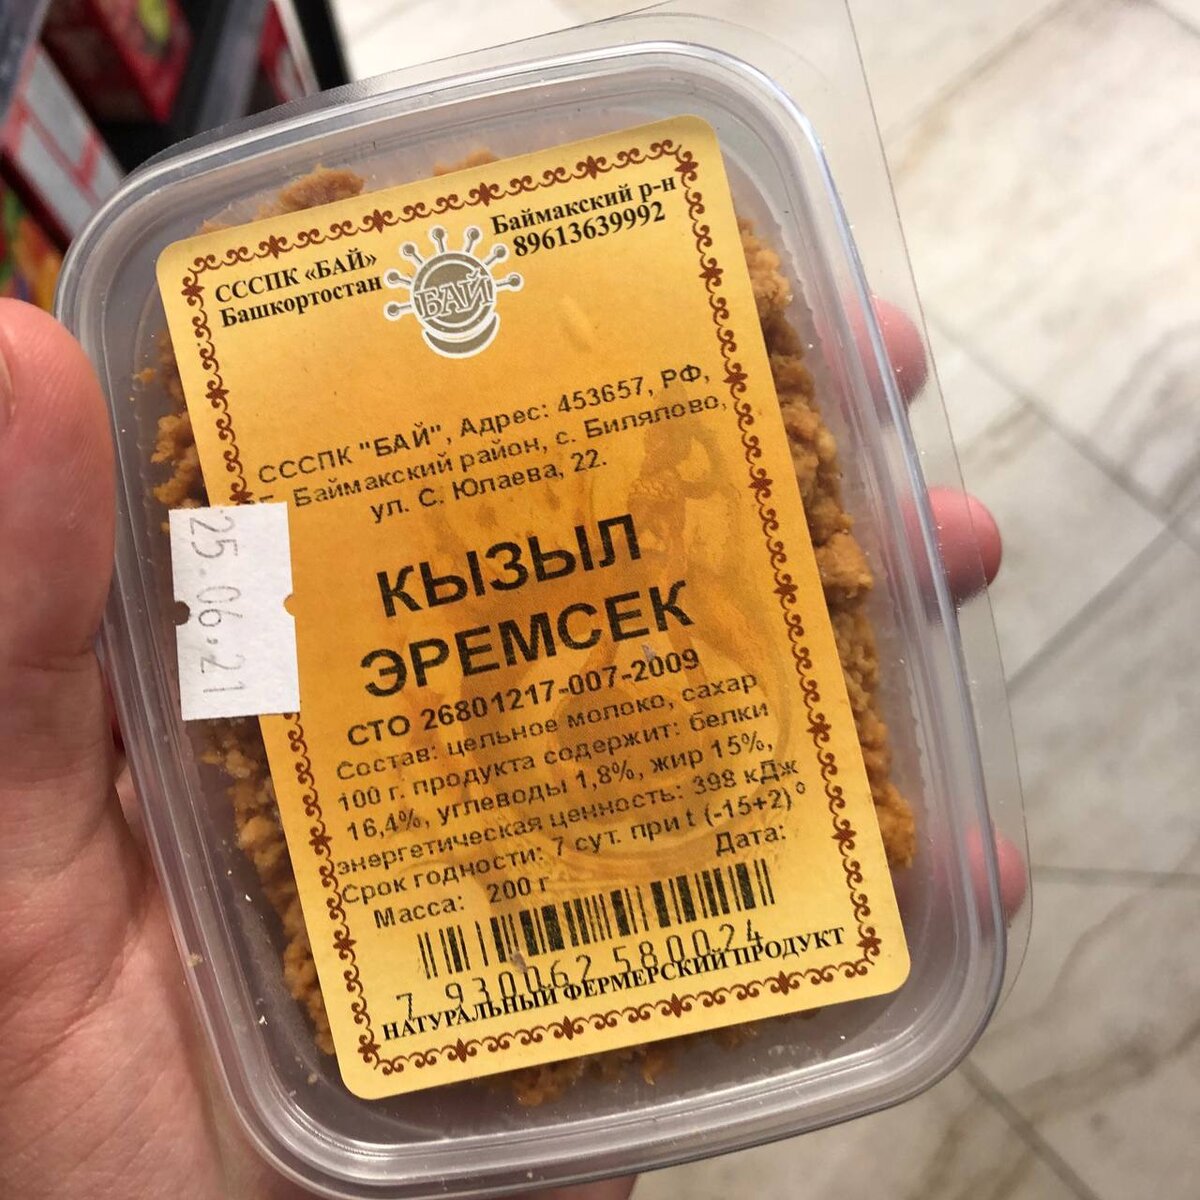 СССПК «БАЙ»
Башкортостан
БАЙ
Баймакский р-н
89613639992
СССПК "БАЙ", Адрес: 453657, РФ,
Баймакский район, с. Билялово,
ул. С. Юлаева, 22.
25.06.21
КЫЗЫЛ
ЭРЕМСЕК
СТО 26801217-007-2009
Состав: цельное молоко, сахар
100 г. продукта содержит: белки
16,4%, углеводы 1,8%, жир 15%,
энергетическая ценность: 398 кДж
Срок годности: 7 сут. при t (-15+2)°
Масса: 200 г Дата:
7 930062 580024
НАТУРАЛЬНЫЙ ФЕРМЕРСКИЙ ПРОДУКТ